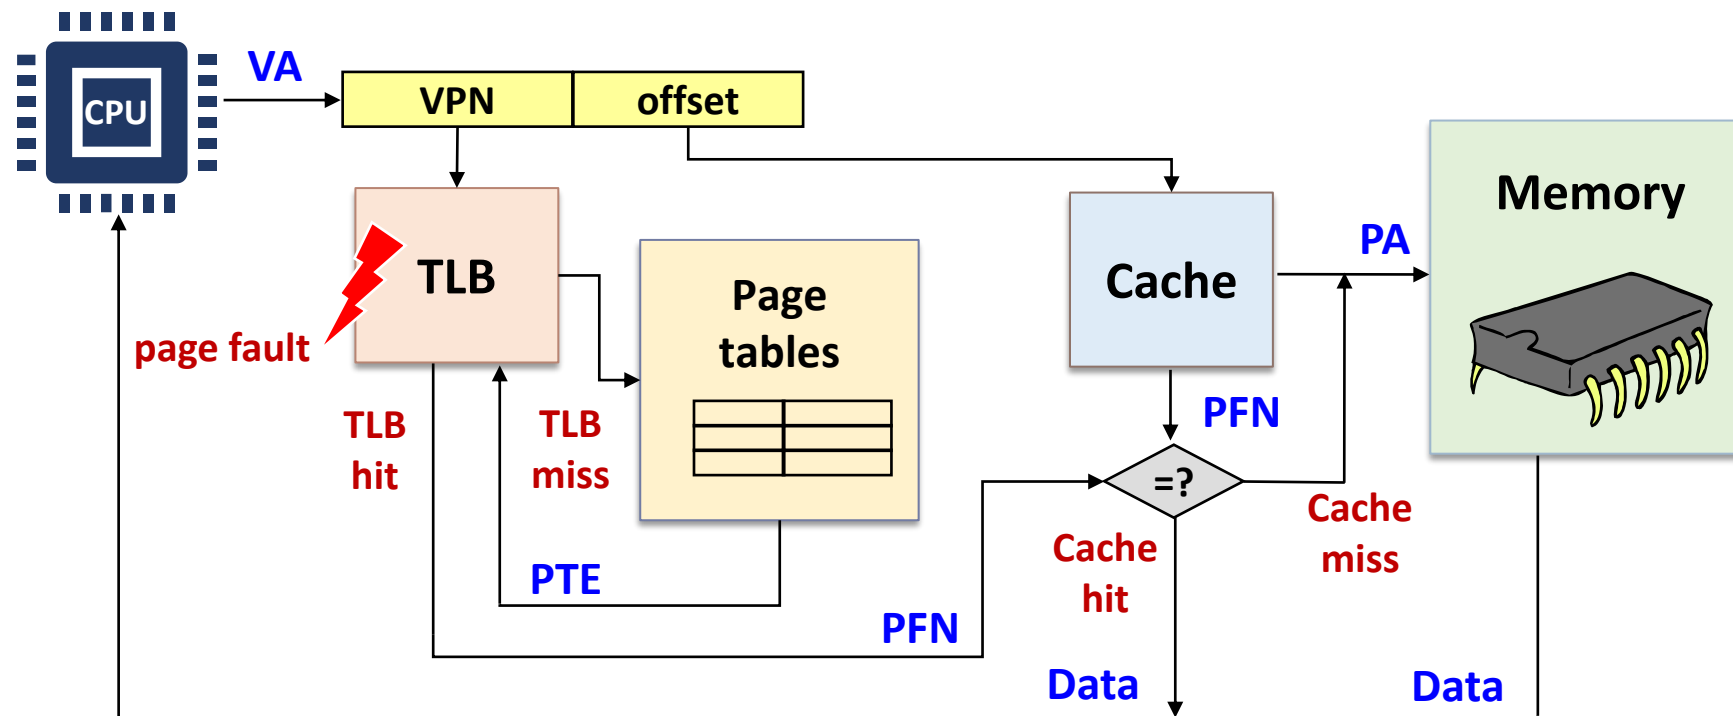 CPU
VA
VPN
offset
TLB
page fault
TLB
hit
TLB
miss
Page
tables
PTE
PFN
Cache
PFN
=?
Cache
hit
Cache
miss
PA
Memory
Data
Data